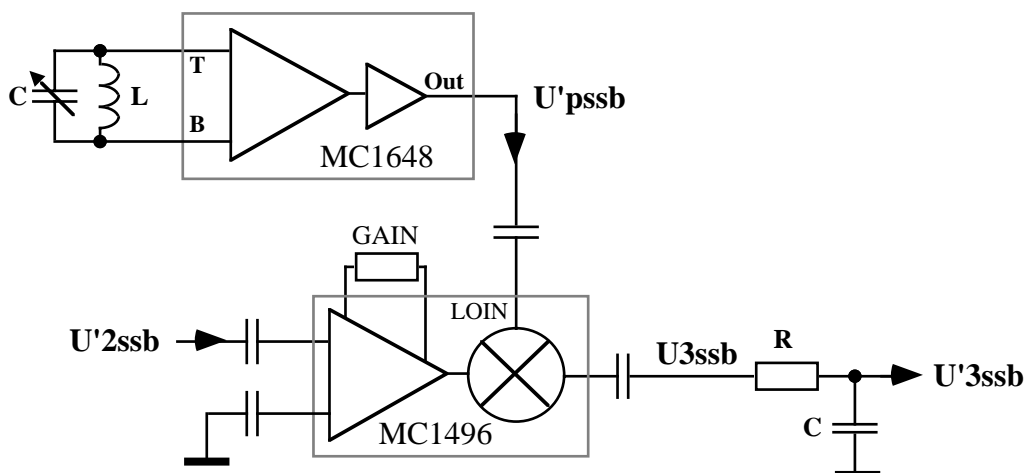 T
Out
C
L
U'pssb
B
MC1648
GAIN
LOIN
U'2ssb
U3ssb
R
U'3ssb
C
MC1496